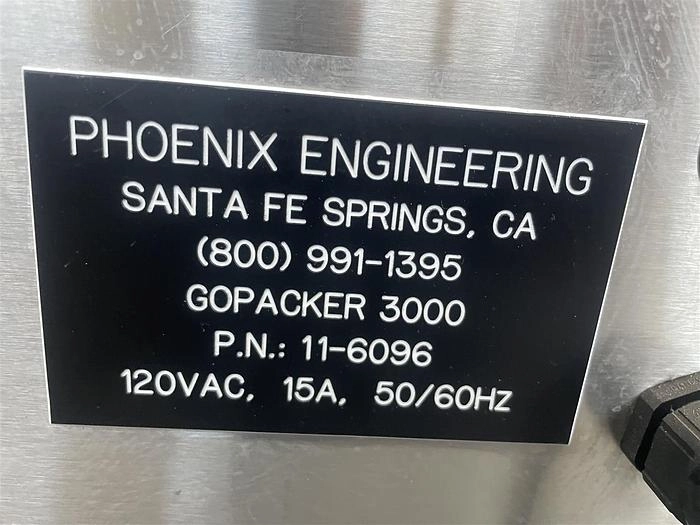 PHOENIX ENGINEERING
SANTA FE SPRINGS, CA
(800) 991-1395
GOPACKER 3000
P.N.: 11-6096
120VAC, 15A, 50/60HZ